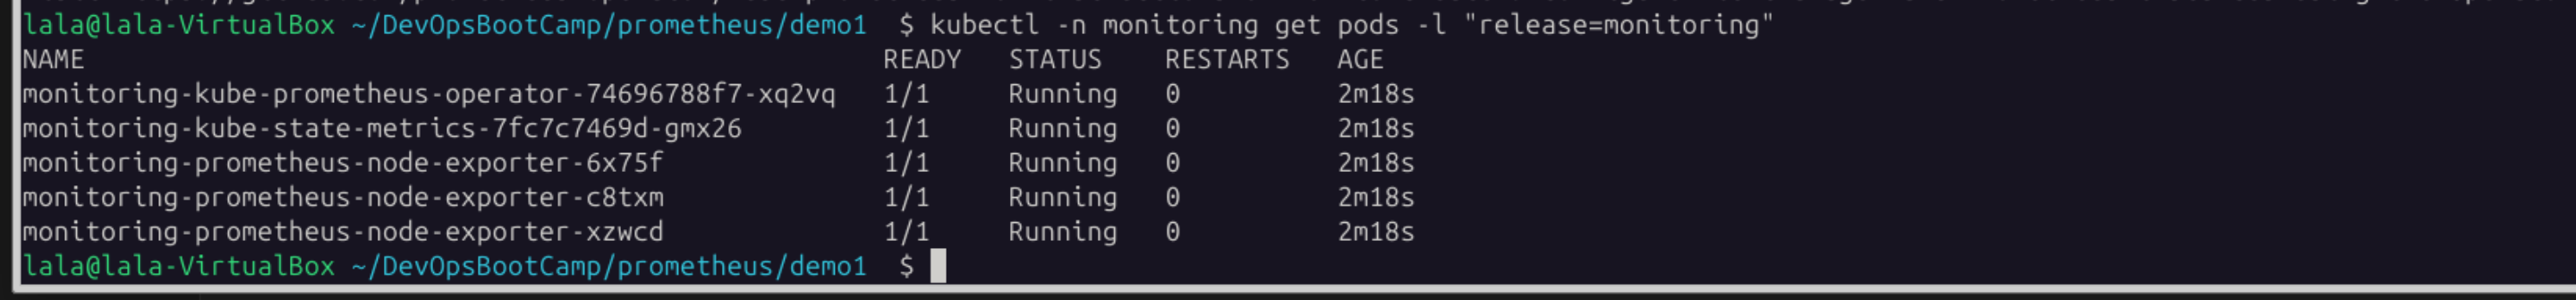 lala@lala-VirtualBox ~/DevOpsBootCamp/prometheus/demo1  $ kubectl -n monitoring get pods -l "release=monitoring"
NAME                                                   READY   STATUS    RESTARTS   AGE
monitoring-kube-prometheus-operator-74696788f7-xq2vq   1/1     Running   0          2m18s
monitoring-kube-state-metrics-7fc7c7469d-gmx26         1/1     Running   0          2m18s
monitoring-prometheus-node-exporter-6x75f              1/1     Running   0          2m18s
monitoring-prometheus-node-exporter-c8txm              1/1     Running   0          2m18s
monitoring-prometheus-node-exporter-xzwcd              1/1     Running   0          2m18s
lala@lala-VirtualBox ~/DevOpsBootCamp/prometheus/demo1  $